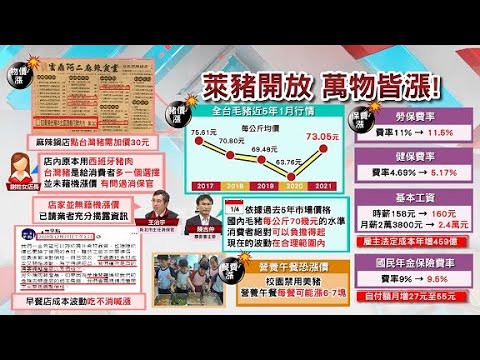 萊豬開放 萬物皆漲!
物價漲
麻辣鍋店點台灣豬需加價30元
店內原本用西班牙豬肉
台灣豬是給消費者多一個選擇
並未藉機漲價 有問過消保官
店家並無藉機漲價
已請業者充分揭露資訊
早餐店成本波動吃不消喊漲
豬價漲
全台毛豬近5年1月行情
每公斤均價
75.61元
70.80元
69.49元
63.76元
73.05元
2017
2018
2019
2020
2021
1/4
依據過去5年市場價格
國內毛豬每公斤70幾元的水準
消費者絕對可以負擔得起
現在的波動在合理範圍內
陳吉仲
餐費漲
營養午餐恐漲價
校園禁用美豬
營養午餐每餐可能漲6-7塊
保費漲
勞保費率
費率11% → 11.5%
健保費率
費率4.69% → 5.17%
基本工資
時薪158元 → 160元
月薪2萬3800元 → 2.4萬元
雇主法定成本年增459億
國民年金保險費率
費率9% → 9.5%
自付額月增27元至55元